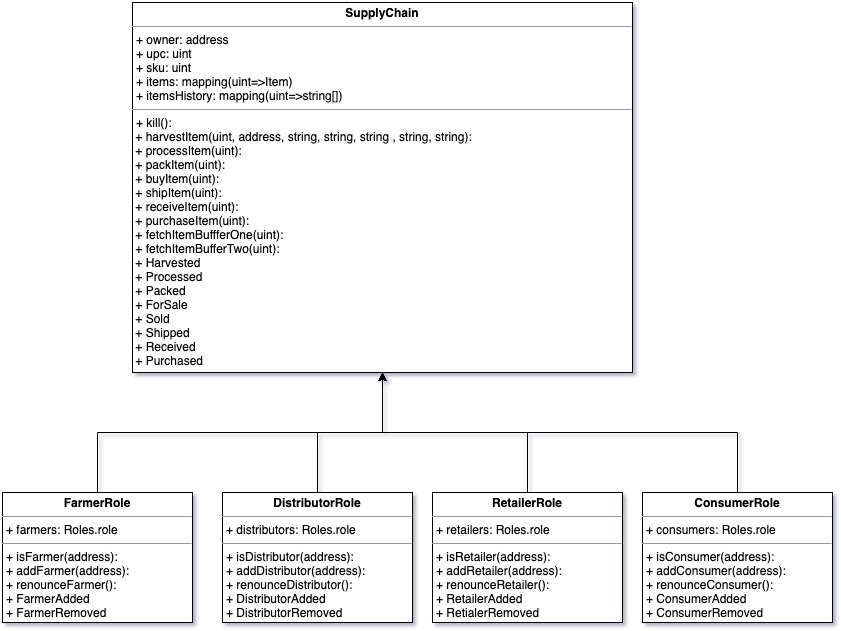 SupplyChain
+ owner: address
+ upc: uint
+ sku: uint
+ items: mapping(uint=>Item)
+ itemsHistory: mapping(uint=>string[])
+ kill():
+ harvestItem(uint, address, string, string, string , string, string):
+ processItem(uint):
+ packItem(uint):
+ buyItem(uint):
+ shipItem(uint):
+ receiveItem(uint):
+ purchaseItem(uint):
+ fetchItemBuffferOne(uint):
+ fetchItemBufferTwo(uint):
+ Harvested
+ Processed
+ Packed
+ ForSale
+ Sold
+ Shipped
+ Received
+ Purchased
FarmerRole
+ farmers: Roles.role
+ isFarmer(address):
+ addFarmer(address):
+ renounceFarmer():
+ FarmerAdded
+ FarmerRemoved
DistributorRole
+ distributors: Roles.role
+ isDistributor(address):
+ addDistributor(address):
+ renounceDistributor():
+ DistributorAdded
+ DistributorRemoved
RetailerRole
+ retailers: Roles.role
+ isRetailer(address):
+ addRetailer(address):
+ renounceRetailer():
+ RetailerAdded
+ RetialerRemoved
ConsumerRole
+ consumers: Roles.role
+ isConsumer(address):
+ addConsumer(address):
+ renounceConsumer():
+ ConsumerAdded
+ ConsumerRemoved